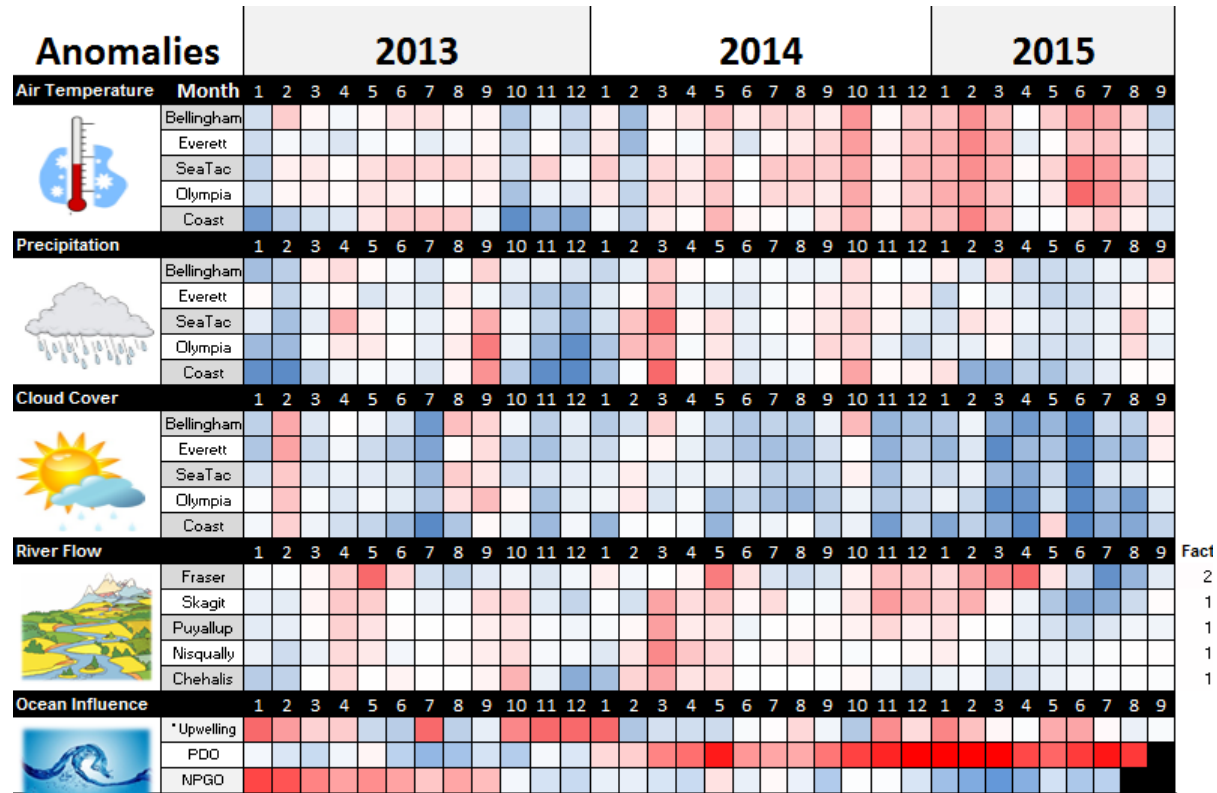 Anomalies 2013 2014 2015
Air Temperature Month 1 2 3 4 5 6 7 8 9 10 11 12 1 2 3 4 5 6 7 8 9 10 11 12 1 2 3 4 5 6 7 8 9
Bellingham
Everett
SeaTac
Olympia
Coast
Precipitation 1 2 3 4 5 6 7 8 9 10 11 12 1 2 3 4 5 6 7 8 9 10 11 12 1 2 3 4 5 6 7 8 9
Bellingham
Everett
SeaTac
Olympia
Coast
Cloud Cover 1 2 3 4 5 6 7 8 9 10 11 12 1 2 3 4 5 6 7 8 9 10 11 12 1 2 3 4 5 6 7 8 9
Bellingham
Everett
SeaTac
Olympia
Coast
River Flow 1 2 3 4 5 6 7 8 9 10 11 12 1 2 3 4 5 6 7 8 9 10 11 12 1 2 3 4 5 6 7 8 9 Fact
Fraser 2
Skagit 1
Puyallup 1
Nisqually 1
Chehalis 1
Ocean Influence 1 2 3 4 5 6 7 8 9 10 11 12 1 2 3 4 5 6 7 8 9 10 11 12 1 2 3 4 5 6 7 8 9
*Upwelling
PDO
NPGO